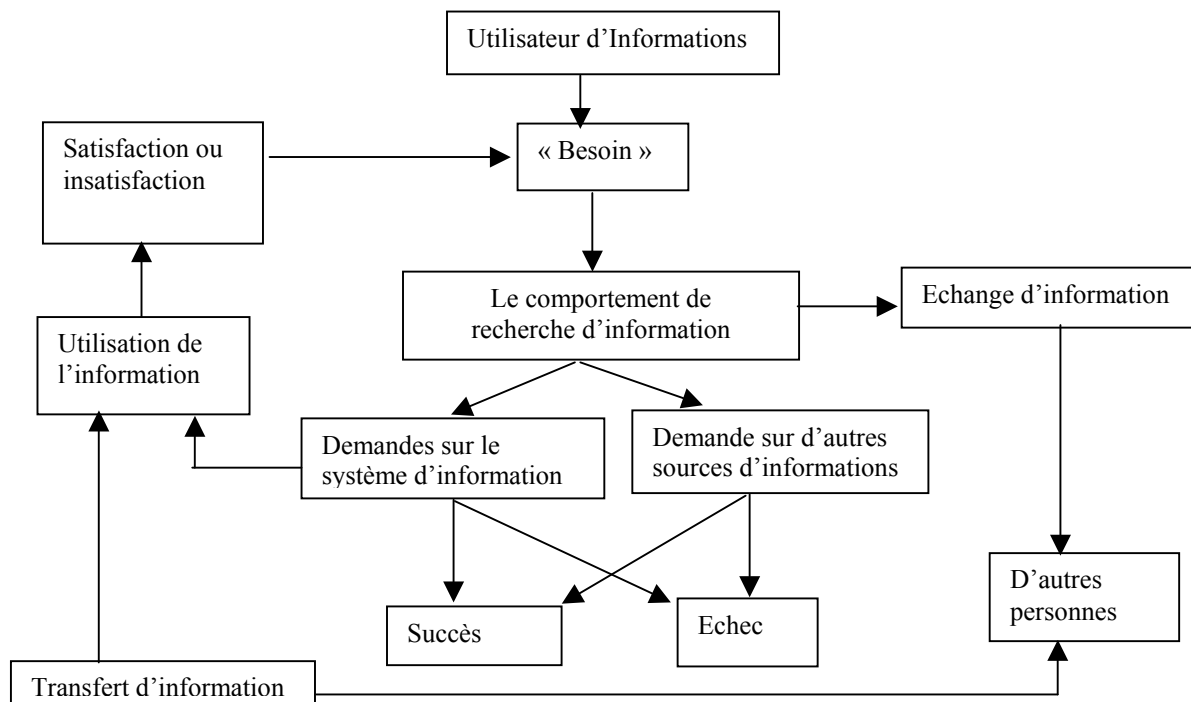 Utilisateur d’Informations
Satisfaction ou
insatisfaction
« Besoin »
Le comportement de
recherche d’information
Echange d’information
Utilisation de
l’information
Demandes sur le
système d’information
Demande sur d'autres
sources d’informations
D’autres
personnes
Succès
Echec
Transfert d’information